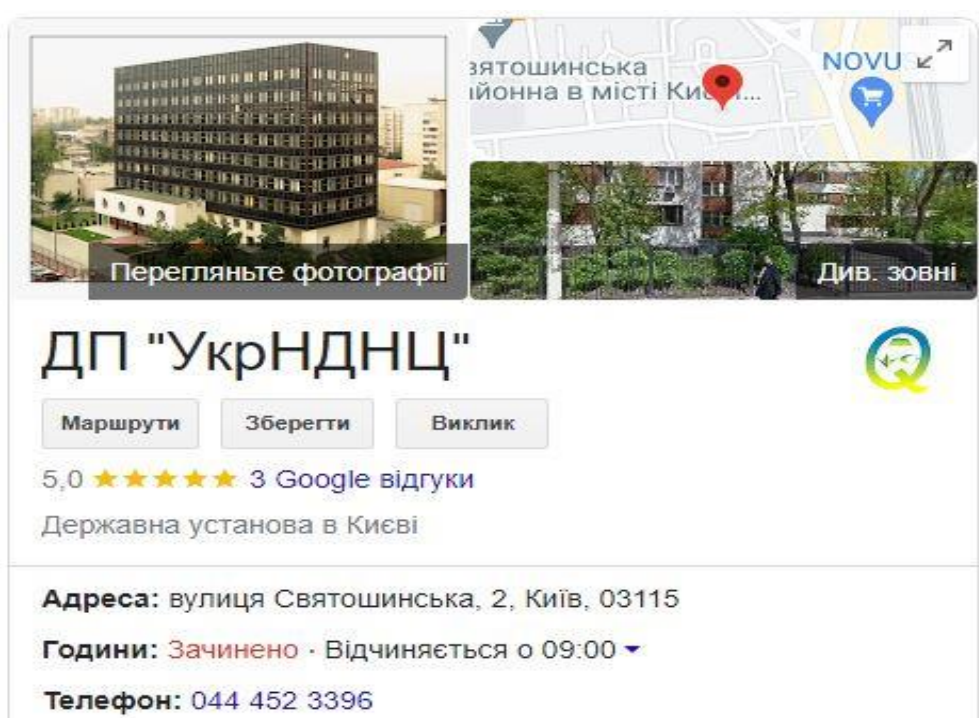 NOVU
Перегляньте фотографії
Див. зовні
ДП "УкрНДНЦ"
Маршрути Зберегти Виклик
5,0 ★★★★★ 3 Google відгуки
Державна установа в Києві
Адреса: вулиця Святошинська, 2, Київ, 03115
Години: Зачинено · Відчиняється о 09:00
Телефон: 044 452 3396